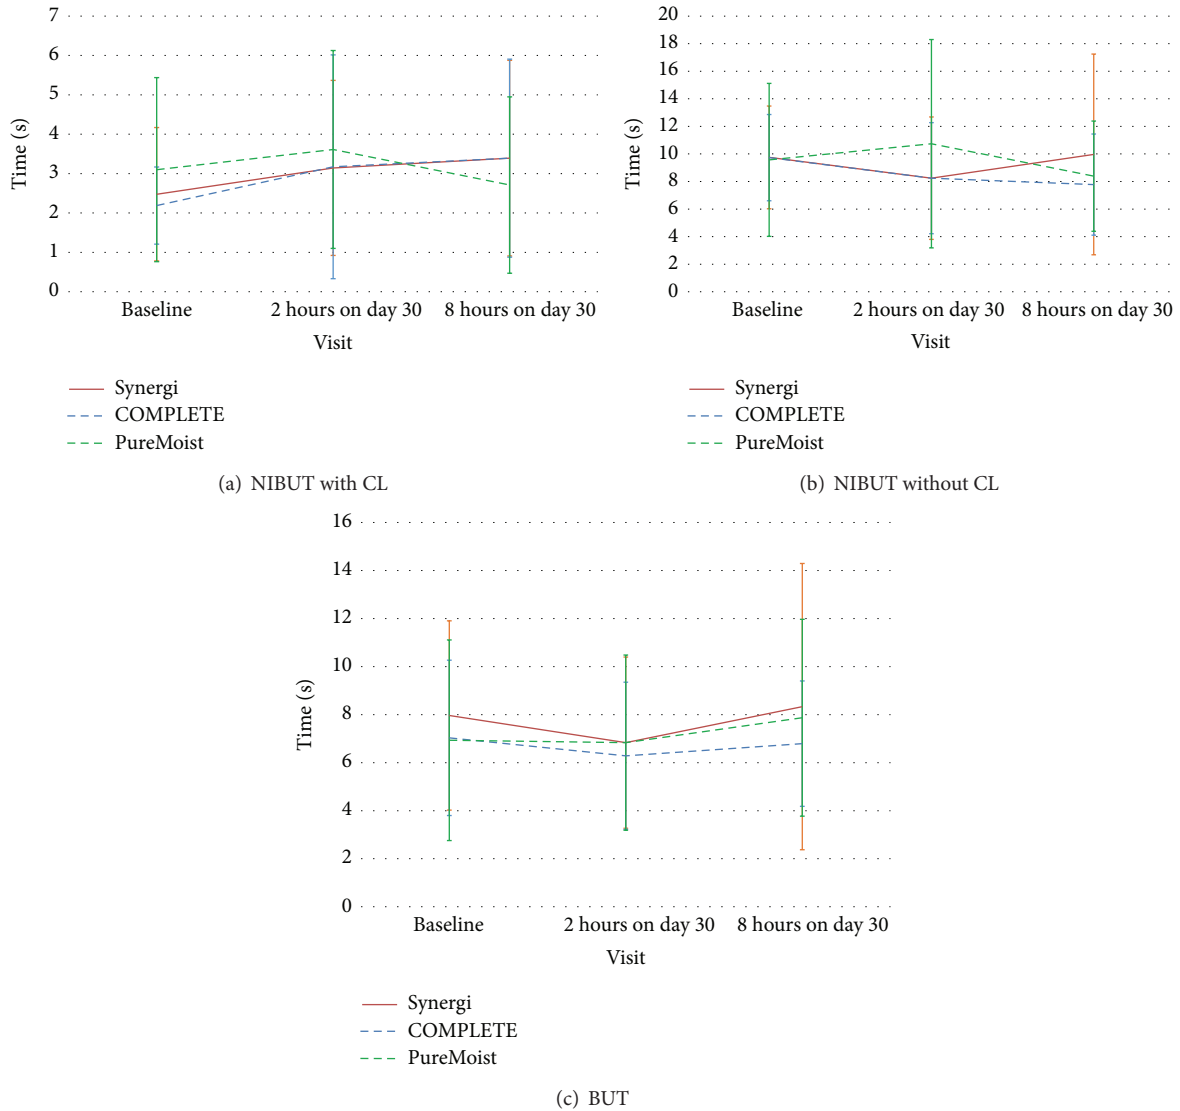 7
6
5
4
3
2
1
0
Time (s)
Baseline
2 hours on day 30
8 hours on day 30
Visit
Synergi
COMPLETE
PureMoist
(a) NIBUT with CL
20
18
16
14
12
10
8
6
4
2
0
Time (s)
Baseline
2 hours on day 30
8 hours on day 30
Visit
Synergi
COMPLETE
PureMoist
(b) NIBUT without CL
16
14
12
10
8
6
4
2
0
Time (s)
Baseline
2 hours on day 30
8 hours on day 30
Visit
Synergi
COMPLETE
PureMoist
(c) BUT